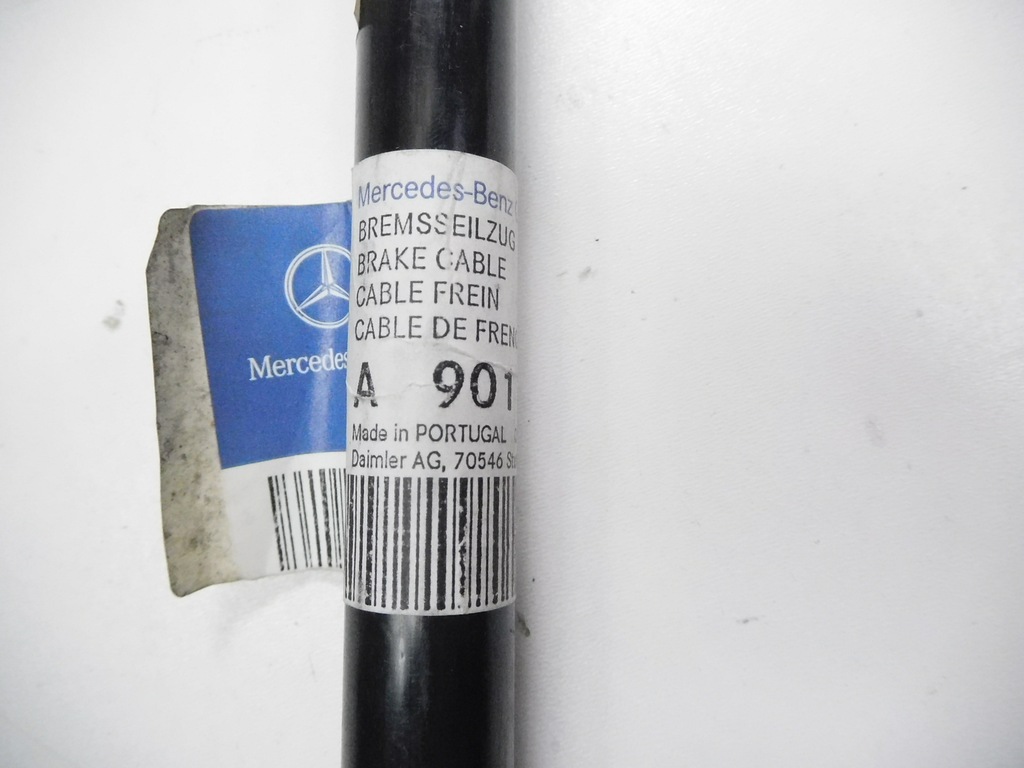 Mercedes-Benz
BREMSSEILZUG
BRAKE CABLE
CABLE FREIN
CABLE DE FRENO
A 901
Made in PORTUGAL
Daimler AG, 70546
Mercedes